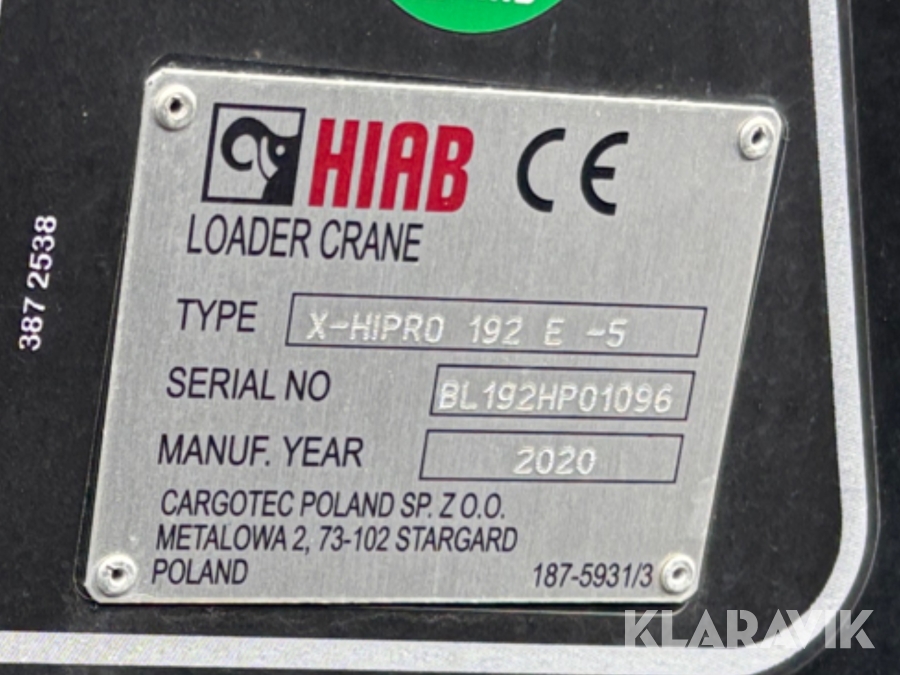 HIAB CE
LOADER CRANE
TYPE X-HIPRO 192 E -5
SERIAL NO BL192HP01096
MANUF. YEAR 2020
CARGOTEC POLAND SP. Z O.O.
METALOWA 2, 73-102 STARGARD
POLAND 187-5931/3
387 2538
KLARAVIK